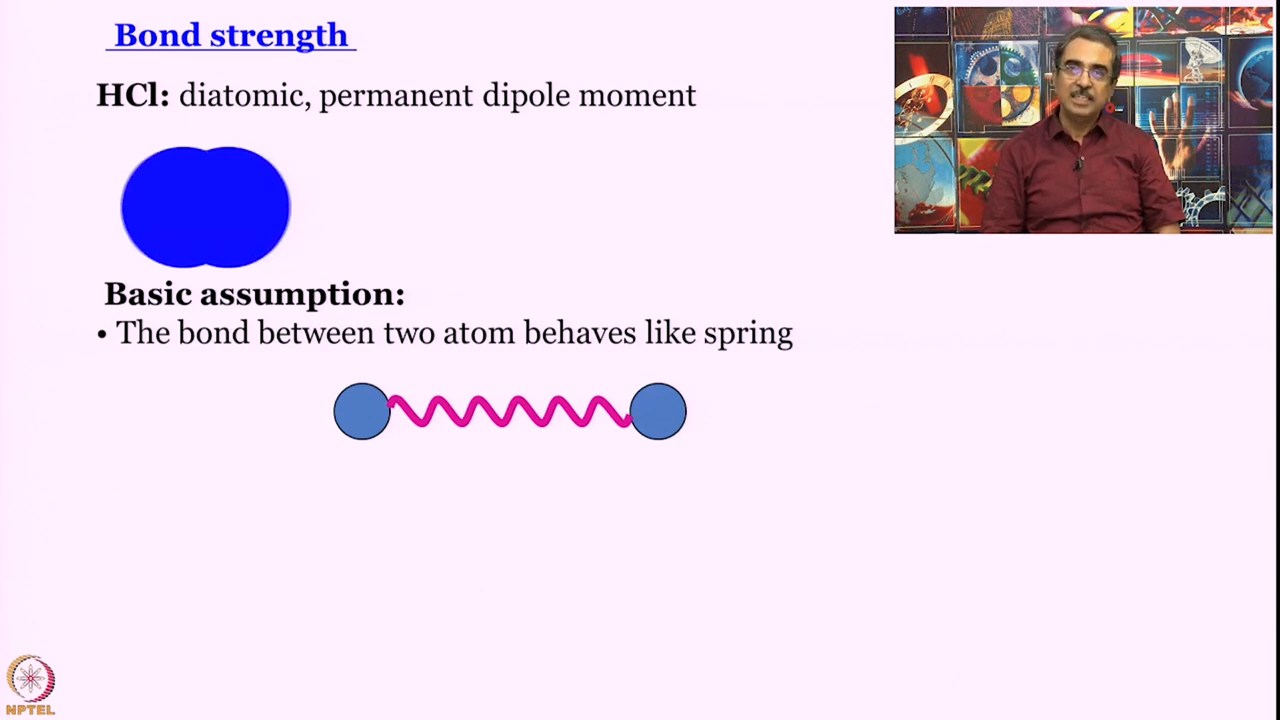 Bond strength
HCl: diatomic, permanent dipole moment
Basic assumption:
• The bond between two atom behaves like spring
NPTEL